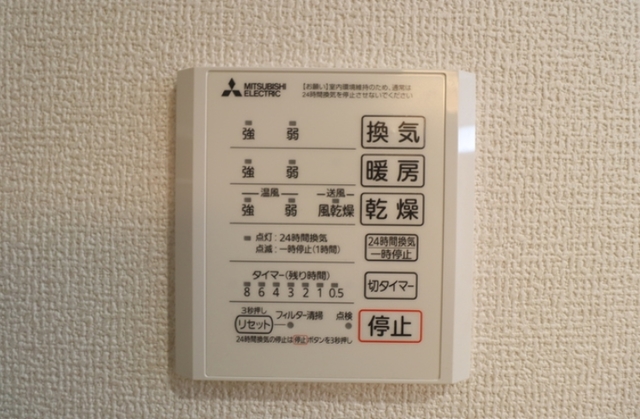 MITSUBISHI
ELECTRIC
【お願い】室内環境維持のため、通常は
24時間換気を停止させないでください
強 弱 換気
強 弱 暖房
温風 送風
強 弱 風乾燥 乾燥
点灯:24時間換気
点滅:一時停止(1時間)
24時間換気
一時停止
タイマー(残り時間)
8 6 4 3 2 1 0.5
切タイマー
3秒押し
リセット フィルター清掃 点検
停止
24時間換気の停止は停止ボタンを3秒押し